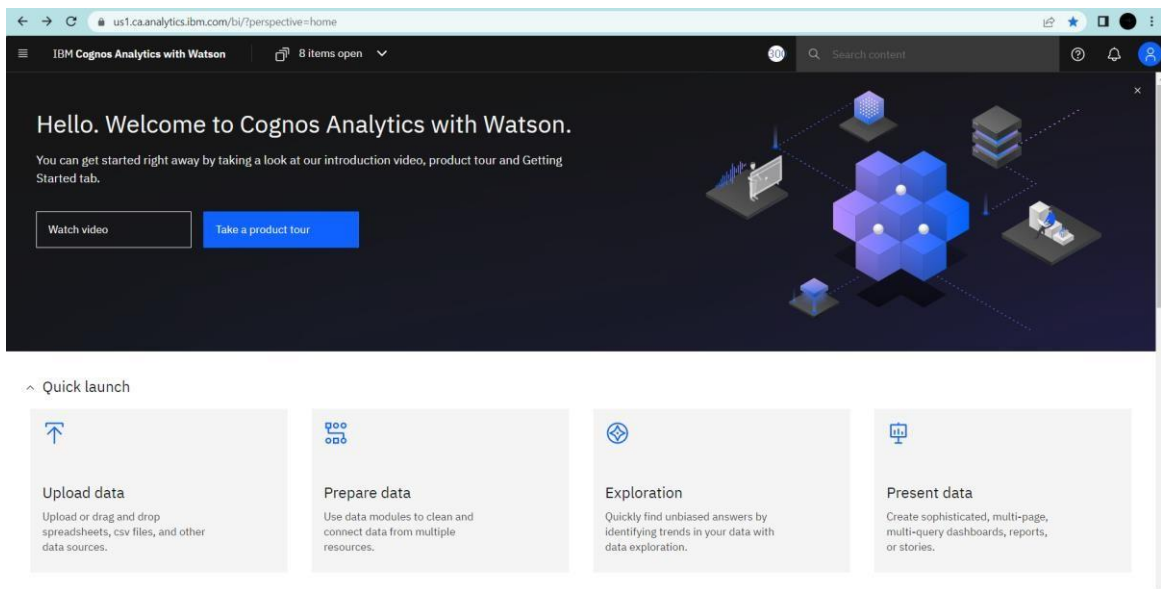 us1.ca.analytics.ibm.com/bi/?perspective=home
IBM Cognos Analytics with Watson
8 items open
Search content
Hello. Welcome to Cognos Analytics with Watson.
You can get started right away by taking a look at our introduction video, product tour and Getting
Started tab.
Watch video
Take a product tour
Quick launch
Upload data
Upload or drag and drop
spreadsheets, csv files, and other
data sources.
Prepare data
Use data modules to clean and
connect data from multiple
resources.
Exploration
Quickly find unbiased answers by
identifying trends in your data with
data exploration.
Present data
Create sophisticated, multi-page,
multi-query dashboards, reports,
or stories.